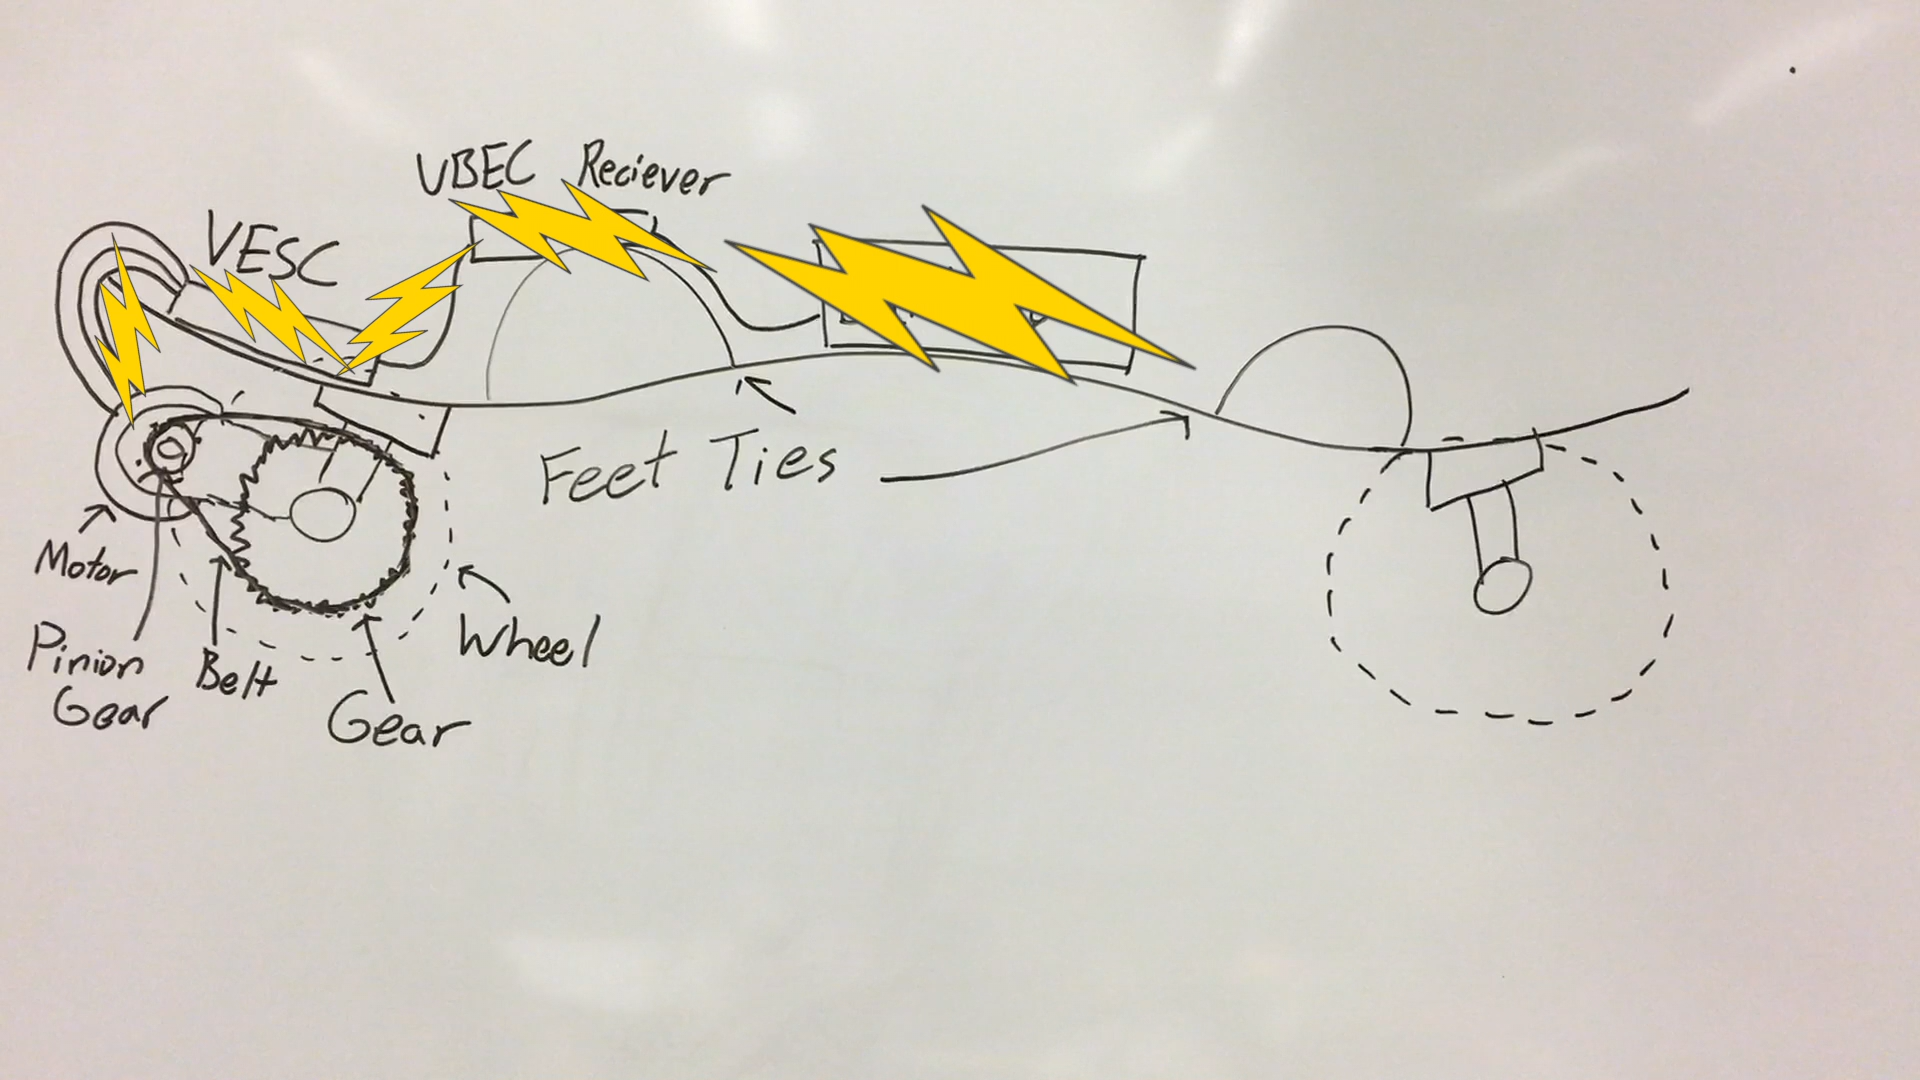 UBEC Reciever
VESC
Feet Ties
Motor
Pinion
Gear
Belt
Gear
Wheel